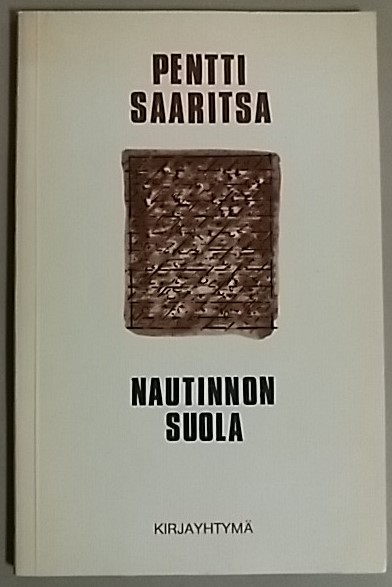 PENTTI
SAARITSA
NAUTINNON
SUOLA
KIRJAYHTYMÄ